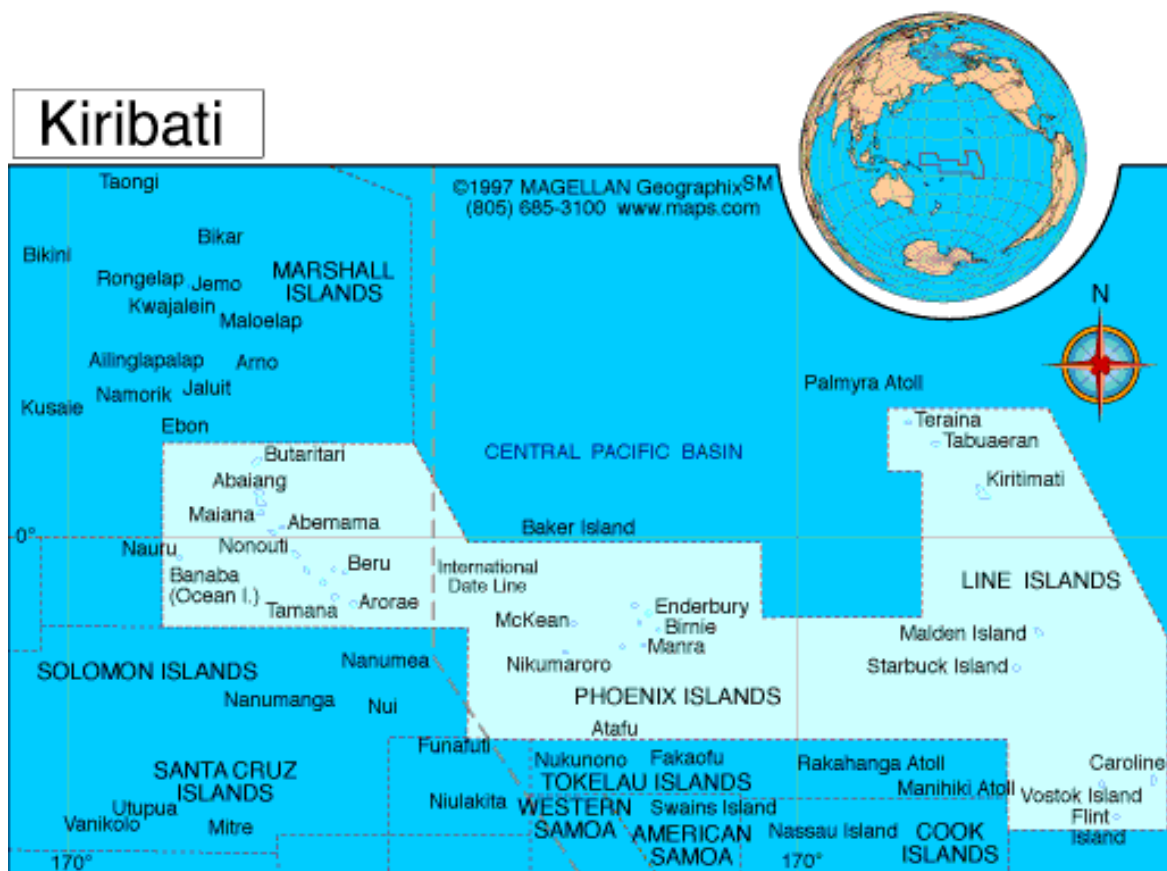 Kiribati
Taongi
©1997 MAGELLAN Geographix SM
(805) 685-3100 www.maps.com
Bikar
Bikini
MARSHALL
ISLANDS
Rongelap
Jemo
Kwajalein
Maloelap
N
Ailinglapalap
Arno
Namorik
Jaluit
Kusaie
Ebon
Palmyra Atoll
Teraina
Tabuaeran
CENTRAL PACIFIC BASIN
Butaritari
Abaiang
Kiritimati
Maiana
Abemama
Baker Island
0°
Nauru
Nonouti
Beru
Banaba
(Ocean I.)
International
Date Line
LINE ISLANDS
Tamana
Arorae
McKean
Enderbury
Birnie
Manra
Malden Island
Nikumaroro
Starbuck Island
SOLOMON ISLANDS
Nanumea
Nanumanga
Nui
PHOENIX ISLANDS
Atafu
Funafuti
Nukunono
Fakaofu
Rakahanga Atoll
Caroline
SANTA CRUZ
ISLANDS
TOKELAU ISLANDS
Manihiki Atoll
Vostok Island
Utupua
Niulakita
WESTERN
SAMOA
Swains Island
Flint
Island
Vanikolo
Mitre
AMERICAN
SAMOA
Nassau Island
COOK
ISLANDS
170°
170°